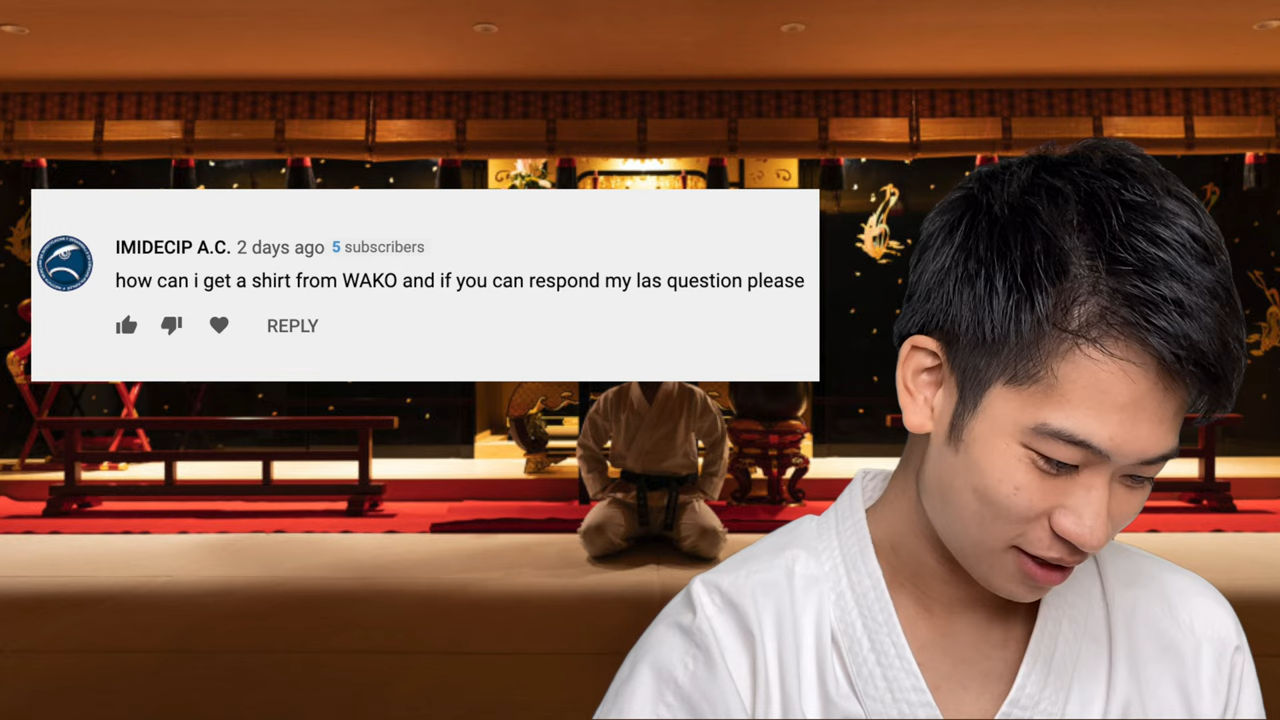 IMIDECIP A.C. 2 days ago 5 subscribers
how can i get a shirt from WAKO and if you can respond my las question please
REPLY